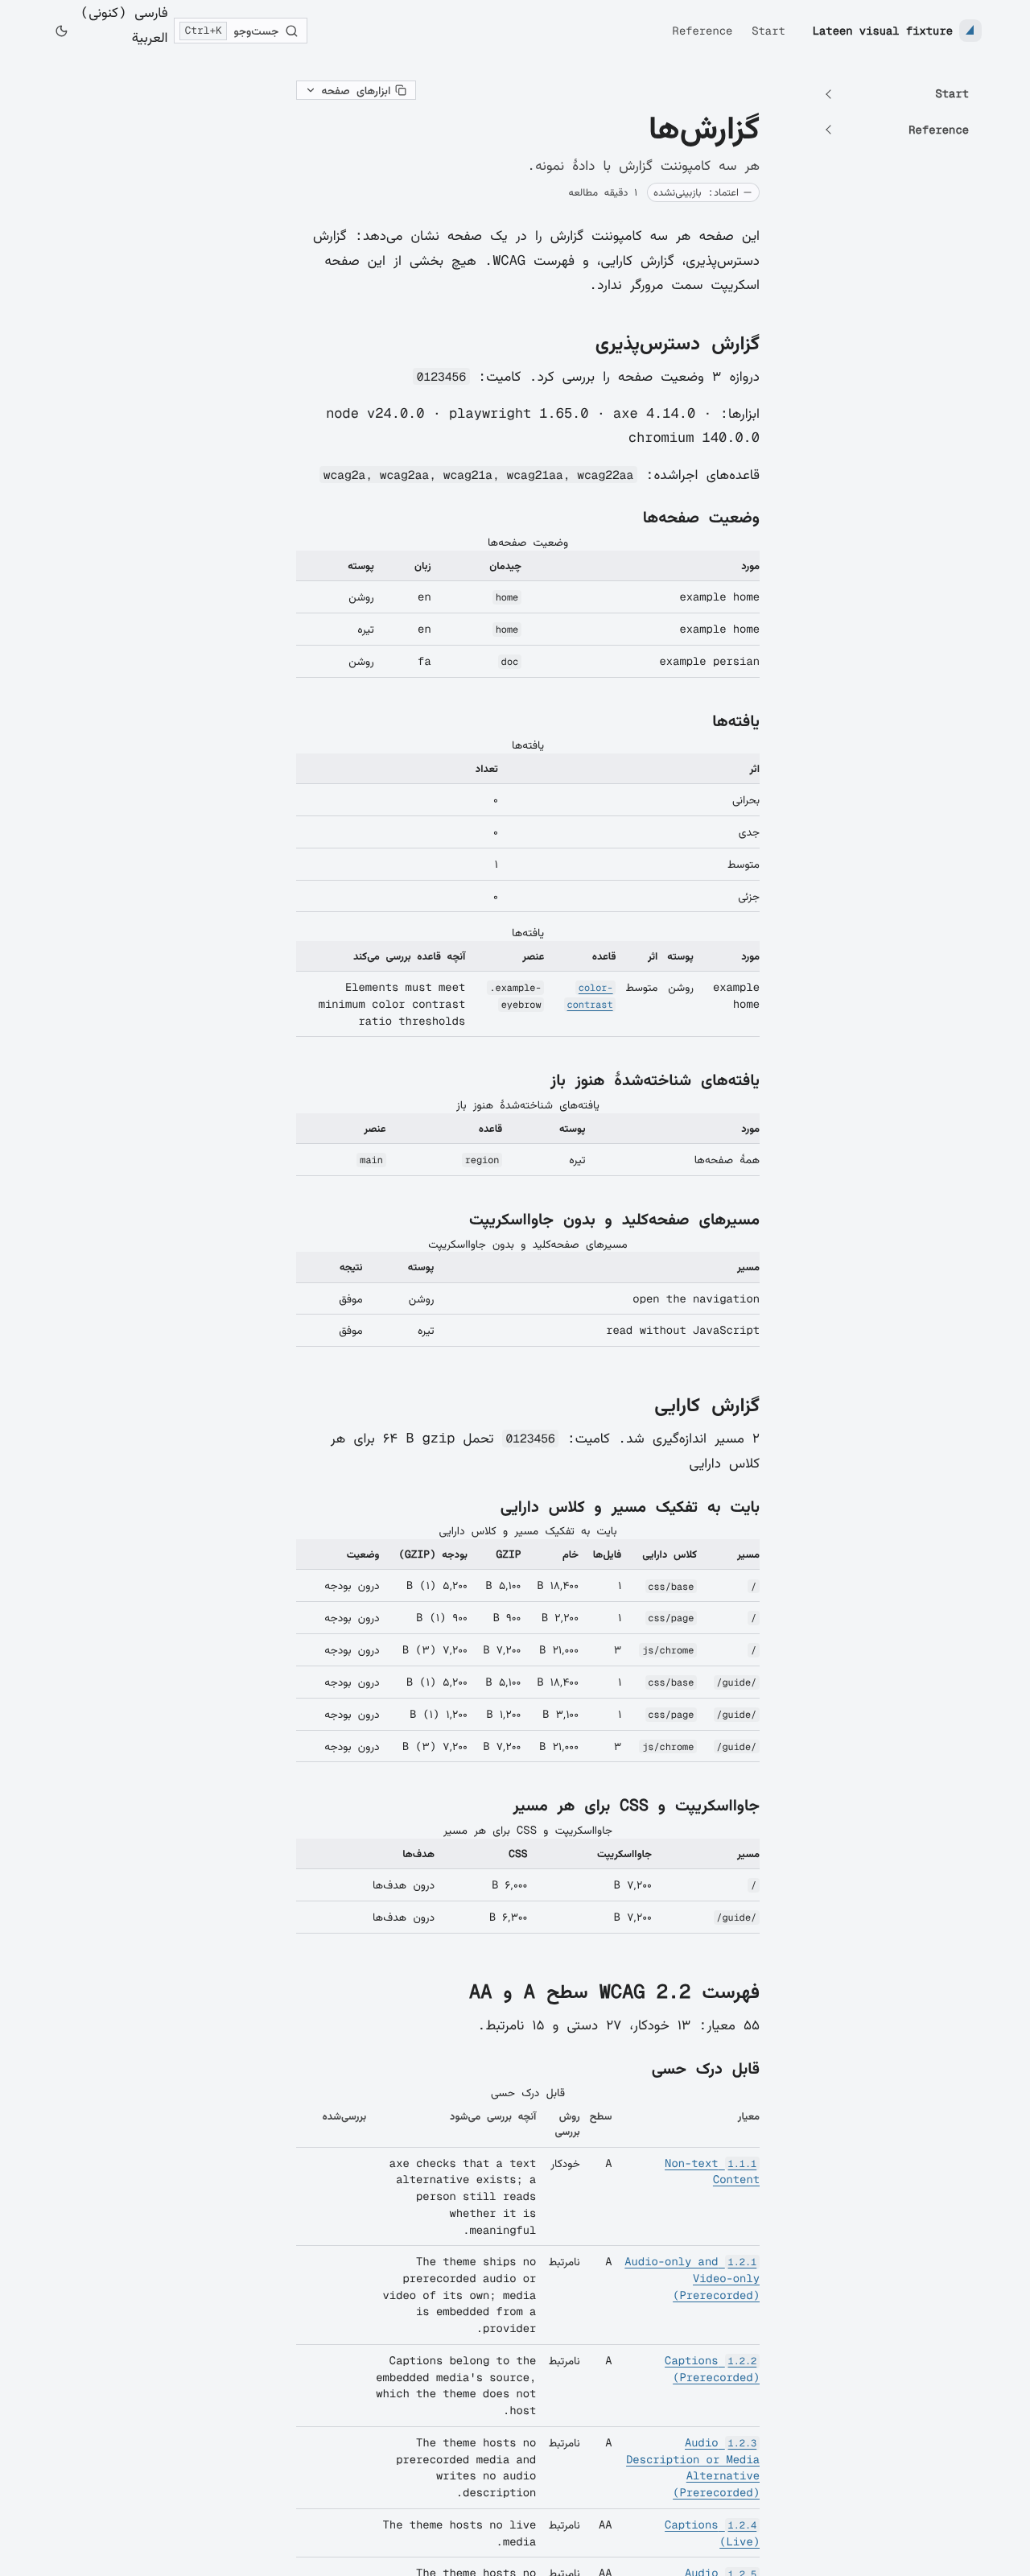 Lateen visual fixture
Start
Reference
جست‌وجو Ctrl+K
فارسی (کنونی)
العربية
Start
Reference
ابزارهای صفحه
گزارش‌ها
هر سه کامپوننت گزارش با دادهٔ نمونه.
اعتماد: بازبینی‌نشده
۱ دقیقه مطالعه
این صفحه هر سه کامپوننت گزارش را در یک صفحه نشان می‌دهد: گزارش
دسترس‌پذیری، گزارش کارایی، و فهرست WCAG. هیچ بخشی از این صفحه
اسکریپت سمت مرورگر ندارد.
گزارش دسترس‌پذیری
دروازه ۳ وضعیت صفحه را بررسی کرد. کامیت: 0123456
ابزارها: node v24.0.0 · playwright 1.65.0 · axe 4.14.0 ·
chromium 140.0.0
قاعده‌های اجراشده: wcag2a, wcag2aa, wcag21a, wcag21aa, wcag22aa
وضعیت صفحه‌ها
وضعیت صفحه‌ها
مورد چیدمان زبان پوسته
example home home en روشن
example home home en تیره
example persian doc fa روشن
یافته‌ها
یافته‌ها
اثر تعداد
بحرانی ۰
جدی ۰
متوسط ۱
جزئی ۰
یافته‌ها
مورد پوسته اثر قاعده عنصر آنچه قاعده بررسی می‌کند
example home روشن متوسط color-contrast .example-eyebrow Elements must meet
minimum color contrast
ratio thresholds
یافته‌های شناخته‌شدهٔ هنوز باز
یافته‌های شناخته‌شدهٔ هنوز باز
مورد پوسته قاعده عنصر
همهٔ صفحه‌ها تیره region main
مسیرهای صفحه‌کلید و بدون جاوااسکریپت
مسیرهای صفحه‌کلید و بدون جاوااسکریپت
مسیر پوسته نتیجه
open the navigation روشن موفق
read without JavaScript تیره موفق
گزارش کارایی
۲ مسیر اندازه‌گیری شد. کامیت: 0123456 تحمل ۶۴ B gzip برای هر
کلاس دارایی
بایت به تفکیک مسیر و کلاس دارایی
بایت به تفکیک مسیر و کلاس دارایی
مسیر کلاس دارایی فایل‌ها خام GZIP بودجه (GZIP) وضعیت
/ css/base ۱ ۱۸٬۴۰۰ B ۵٬۱۰۰ B ۵٬۲۰۰ B (۱) درون بودجه
/ css/page ۱ ۲٬۲۰۰ B ۹۰۰ B ۹۰۰ B (۱) درون بودجه
/ js/chrome ۳ ۲۱٬۰۰۰ B ۷٬۲۰۰ B ۷٬۲۰۰ B (۳) درون بودجه
/guide/ css/base ۱ ۱۸٬۴۰۰ B ۵٬۱۰۰ B ۵٬۲۰۰ B (۱) درون بودجه
/guide/ css/page ۱ ۳٬۱۰۰ B ۱٬۲۰۰ B ۱٬۲۰۰ B (۱) درون بودجه
/guide/ js/chrome ۳ ۲۱٬۰۰۰ B ۷٬۲۰۰ B ۷٬۲۰۰ B (۳) درون بودجه
جاوااسکریپت و CSS برای هر مسیر
جاوااسکریپت و CSS برای هر مسیر
مسیر جاوااسکریپت CSS هدف‌ها
/ ۷٬۲۰۰ B ۶٬۰۰۰ B درون هدف‌ها
/guide/ ۷٬۲۰۰ B ۶٬۳۰۰ B درون هدف‌ها
فهرست WCAG 2.2 سطح A و AA
۵۵ معیار: ۱۳ خودکار، ۲۷ دستی و ۱۵ نامرتبط.
قابل درک حسی
قابل درک حسی
معیار سطح روش بررسی آنچه بررسی می‌شود بررسی‌شده
1.1.1 Non-text
Content
A خودکار
axe checks that a text
alternative exists; a
person still reads
whether it is
meaningful.
1.2.1 Audio-only and
Video-only
(Prerecorded)
A نامرتبط
The theme ships no
prerecorded audio or
video of its own; media
is embedded from a
provider.
1.2.2 Captions
(Prerecorded)
A نامرتبط
Captions belong to the
embedded media's source,
which the theme does not
host.
1.2.3 Audio
Description or Media
Alternative
(Prerecorded)
A نامرتبط
The theme hosts no
prerecorded media and
writes no audio
description.
1.2.4 Captions
(Live)
AA نامرتبط
The theme hosts no live
media.
1.2.5 Audio
AA نامرتبط
The theme hosts no